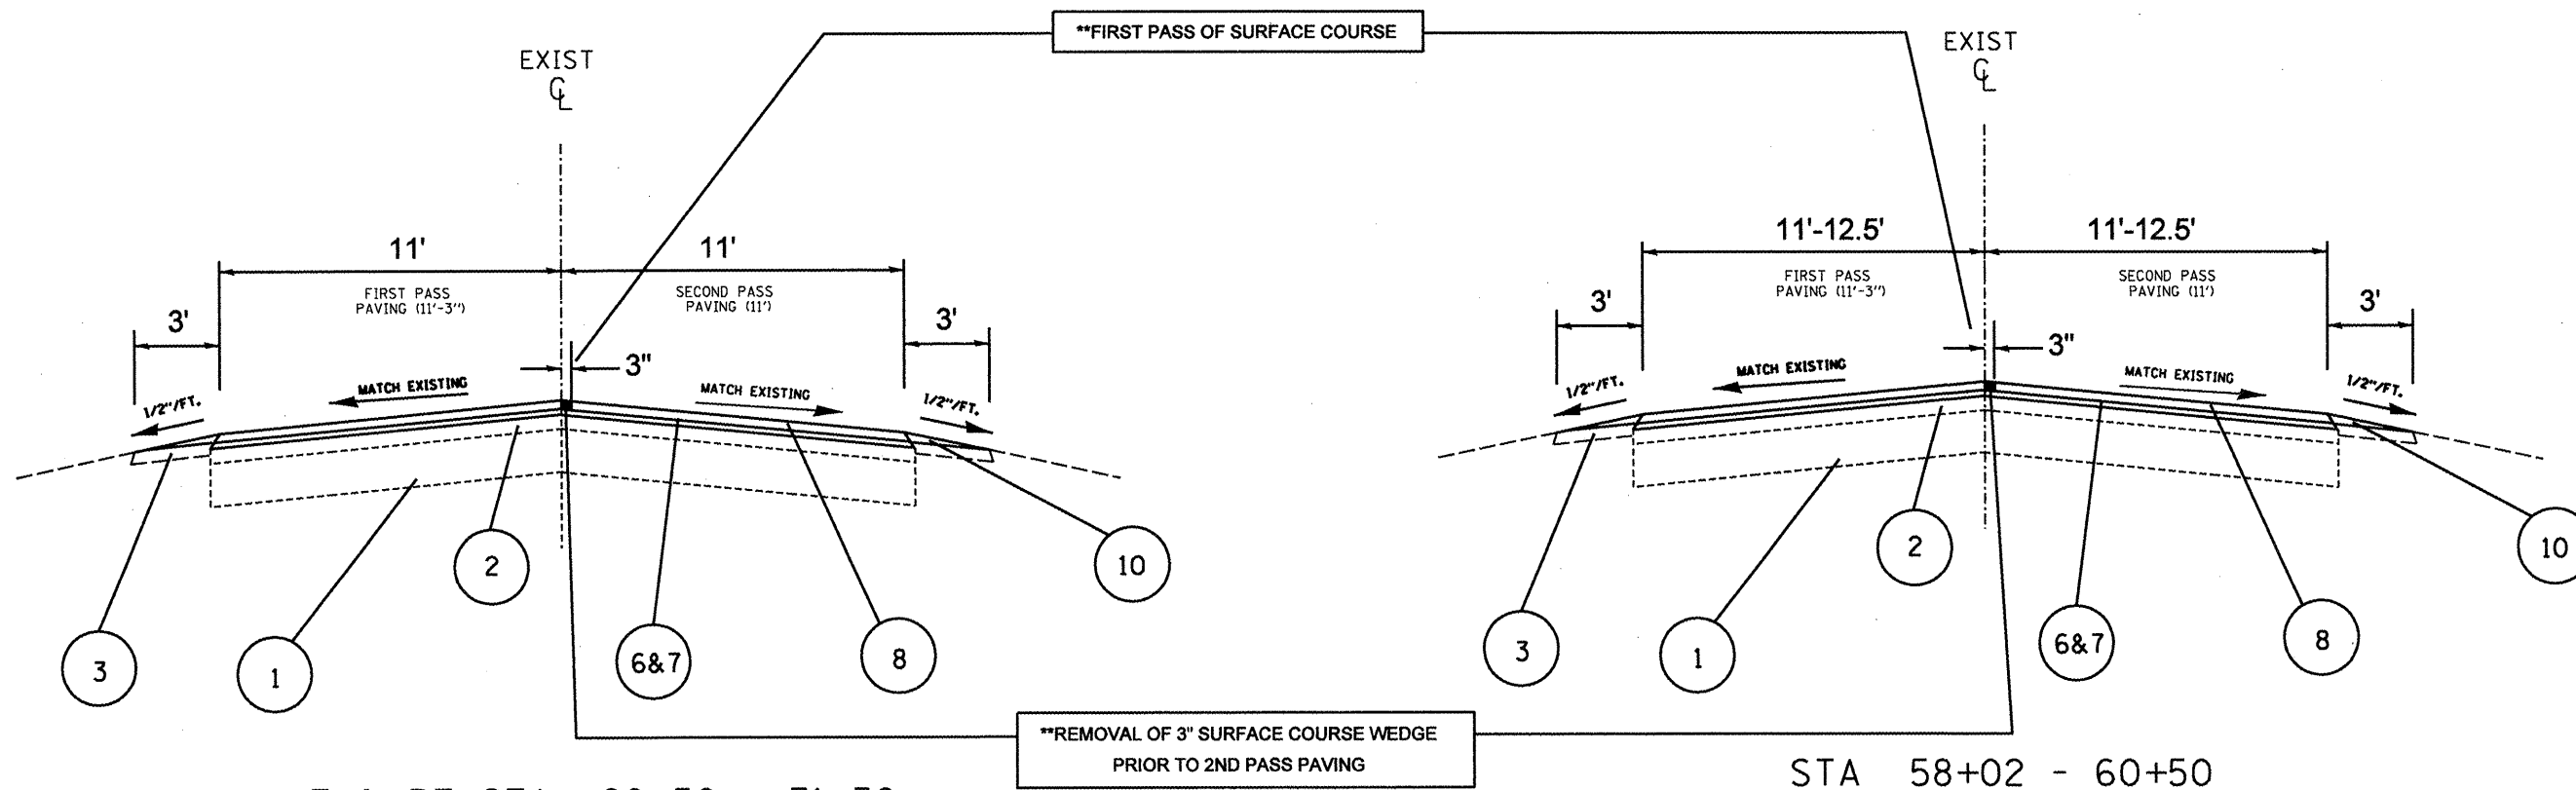 **FIRST PASS OF SURFACE COURSE
EXIST
CL
11'
11'
FIRST PASS
PAVING (11'-3")
SECOND PASS
PAVING (11')
3'
3'
3"
MATCH EXISTING
MATCH EXISTING
1/2"/FT.
1/2"/FT.
2
10
3
1
6&7
8
EXIST
CL
11'-12.5'
11'-12.5'
FIRST PASS
PAVING (11'-3")
SECOND PASS
PAVING (11')
3'
3'
3"
MATCH EXISTING
MATCH EXISTING
1/2"/FT.
1/2"/FT.
2
10
3
1
6&7
8
**REMOVAL OF 3" SURFACE COURSE WEDGE
PRIOR TO 2ND PASS PAVING
STA 58+02 - 60+50